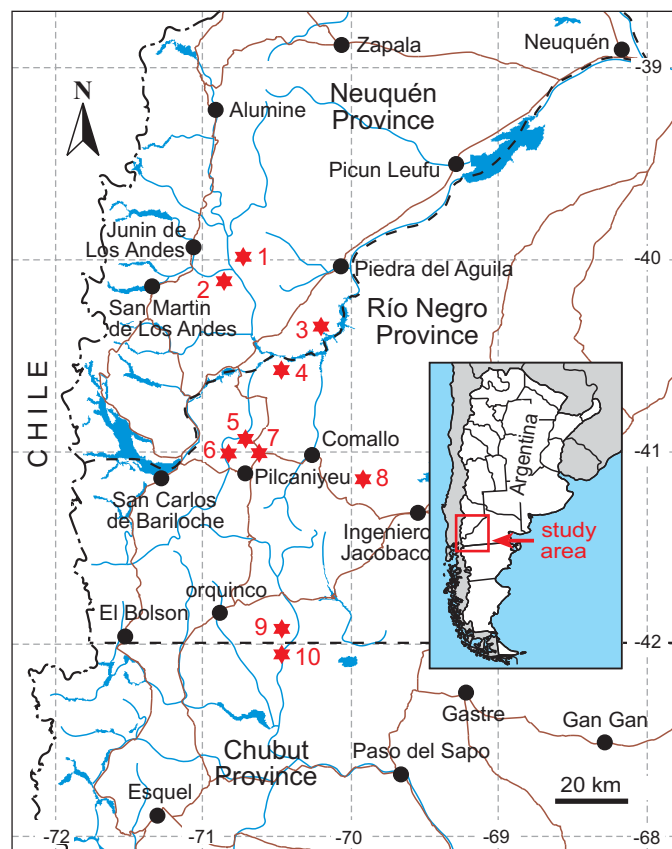 Zapala
Neuquén
-39
N
Alumine
Neuquén
Province
Picun Leufu
Junin de
Los Andes
1
-40
2
Piedra del Aguila
San Martin
de Los Andes
Río Negro
Province
3
4
CHILE
5
7
6
Comallo
-41
Pilcaniyeu
8
San Carlos
de Bariloche
Ingeniero
Jacobacc
Argentina
study
area
orquinco
El Bolson
9
-42
10
Gastre
Gan Gan
Chubut
Province
Paso del Sapo
Esquel
20 km
-72
-71
-70
-69
-68